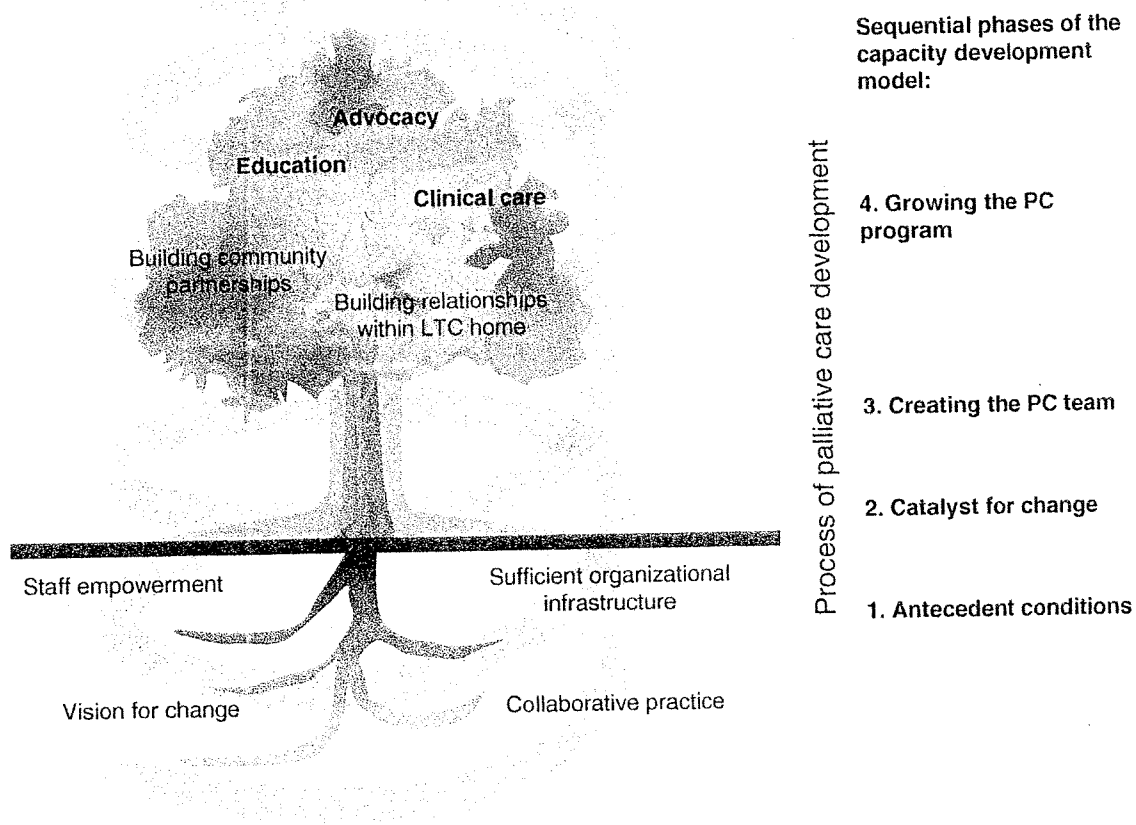 Advocacy
Education
Clinical care
Building community
partnerships
Building relationships
within LTC home
Staff empowerment
Sufficient organizational
infrastructure
Vision for change
Collaborative practice
Process of palliative care development
Sequential phases of the
capacity development
model:
4. Growing the PC
program
3. Creating the PC team
2. Catalyst for change
1. Antecedent conditions